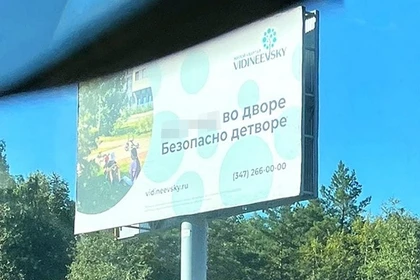 VIDINEEVSKY
во дворе
Безопасно детворе
vidineevsky.ru
(347) 266-00-00